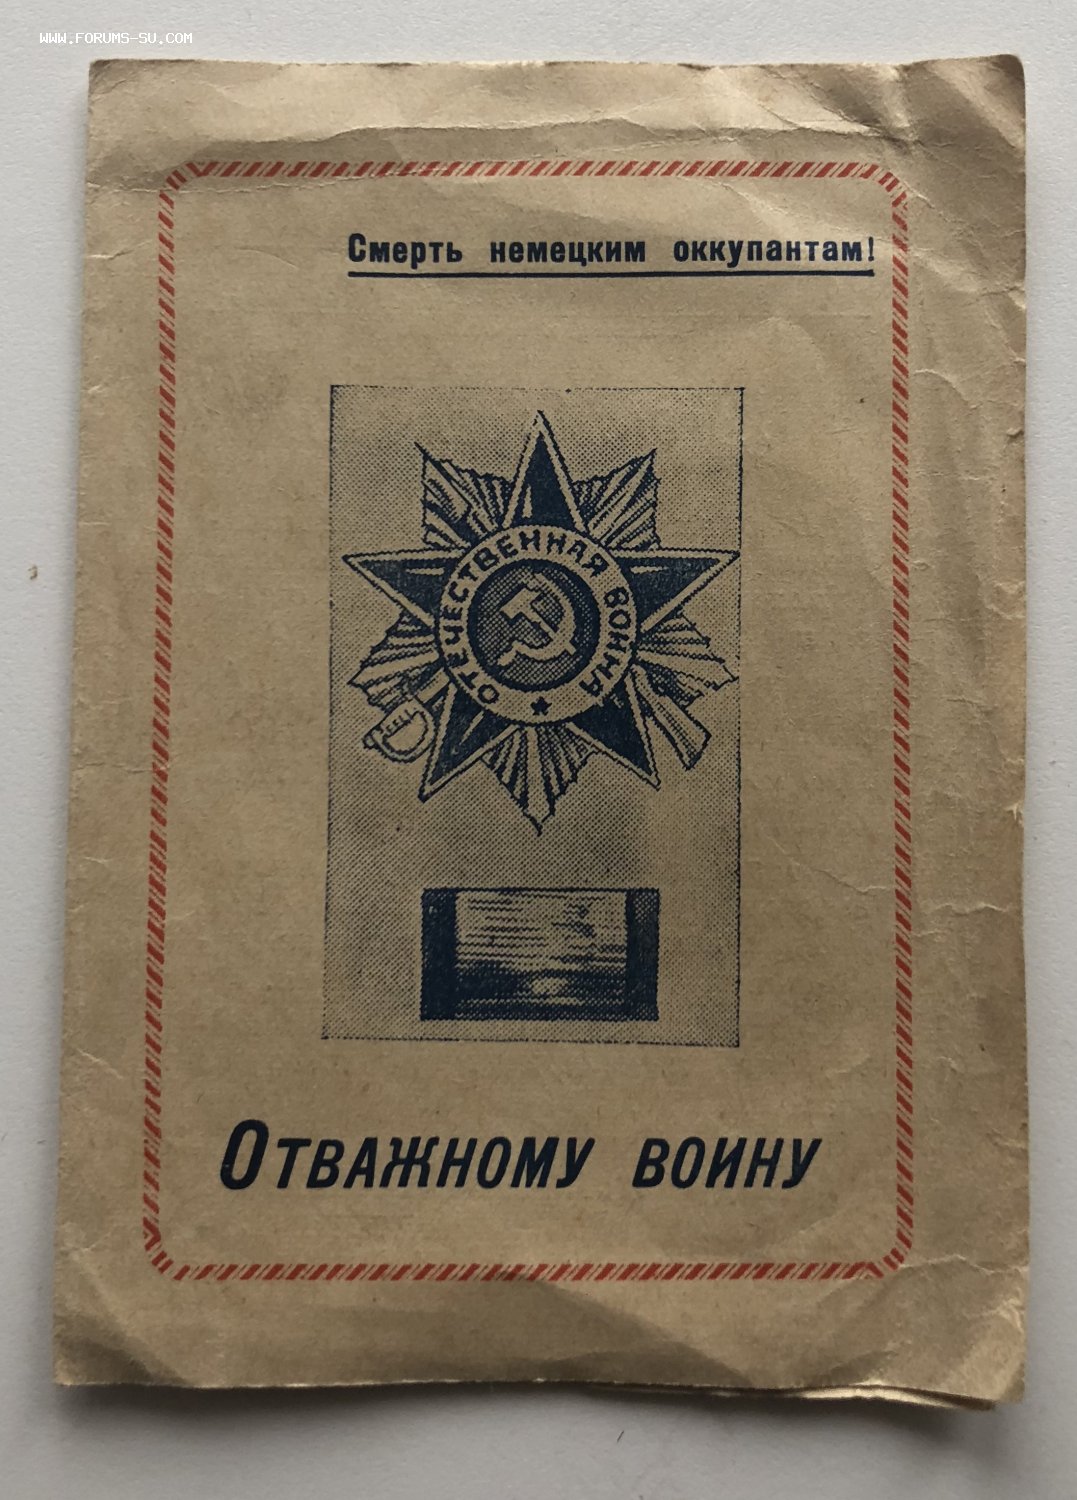 WWW.FORUMS-SU.COM
Смерть немецким оккупантам!
ОТЕЧЕСТВЕННАЯ ВОЙНА
ОТВАЖНОМУ ВОИНУ